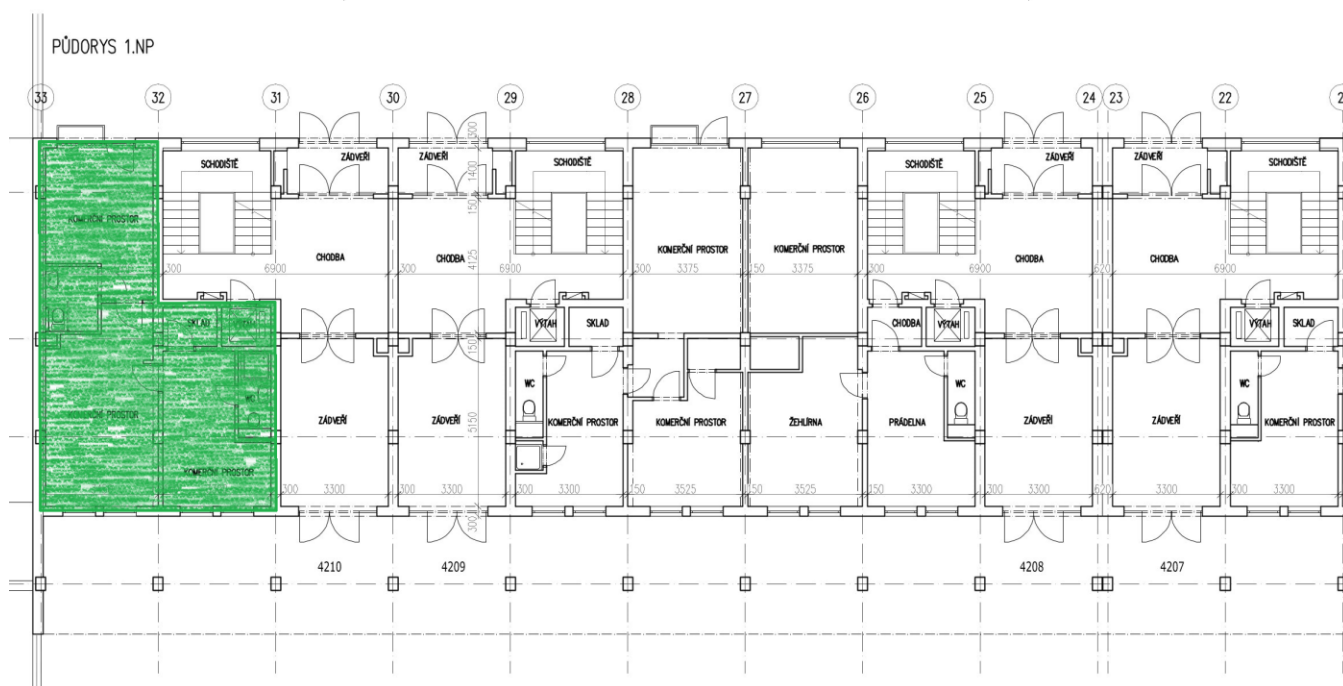 PŮDORYS 1.NP
33 32 31 30 29 28 27 26 25 24 23 22
SCHODIŠTĚ ZÁDVEŘÍ ZÁDVEŘÍ SCHODIŠTĚ SCHODIŠTĚ ZÁDVEŘÍ ZÁDVEŘÍ SCHODIŠTĚ
300
1400
150
KOMERČNÍ PROSTOR CHODBA CHODBA KOMERČNÍ PROSTOR KOMERČNÍ PROSTOR CHODBA CHODBA
4125
300 6900 300 6900 300 3375 150 3375 300 6900 620 6900
SKLAD VÝTAH SKLAD CHODBA VÝTAH VÝTAH SKLAD
150
WC WC WC WC
KOMERČNÍ PROSTOR ZÁDVEŘÍ ZÁDVEŘÍ KOMERČNÍ PROSTOR KOMERČNÍ PROSTOR ŽEHLÍRNA PRÁDELNA ZÁDVEŘÍ ZÁDVEŘÍ KOMERČNÍ PROSTOR
5150
KOMERČNÍ PROSTOR
300 3300 300 3300 300 3300 150 3525 150 3525 150 3300 300 3300 620 3300 300 3300
300
4210 4209 4208 4207